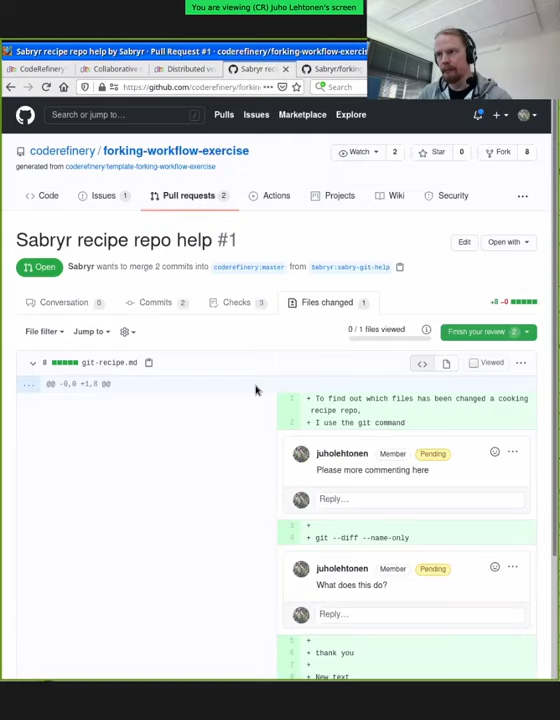 You are viewing (CR) Juho Lehtonen's screen
Sabryr recipe repo help by Sabryr · Pull Request #1 · coderefinery/forking-workflow-exercis
CodeRefinery
Collaborative
Distributed v
Sabryr rec
Sabryr/forking
https://github.com/coderefinery/forkin
Search
Search or jump to...
/
Pulls
Issues
Marketplace
Explore
coderefinery / forking-workflow-exercise
generated from coderefinery/template-forking-workflow-exercise
Watch
2
Star
0
Fork
8
Code
Issues
1
Pull requests
2
Actions
Projects
Wiki
Security
Sabryr recipe repo help #1
Edit
Open with
Open
Sabryr wants to merge 2 commits into coderefinery:master from Sabryr:sabry-git-help
Conversation
0
Commits
2
Checks
3
Files changed
1
+8 −0
File filter
Jump to
0 / 1 files viewed
Finish your review
2
8
git-recipe.md
Viewed
... @@ -0,0 +1,8 @@
1 + To find out which files has been changed a cooking
recipe repo,
2 + I use the git command
juholehtonen Member Pending
Please more commenting here
Reply...
3 +
4 + git --diff --name-only
juholehtonen Member Pending
What does this do?
Reply...
5 +
6 + thank you
7 +
8 + New text